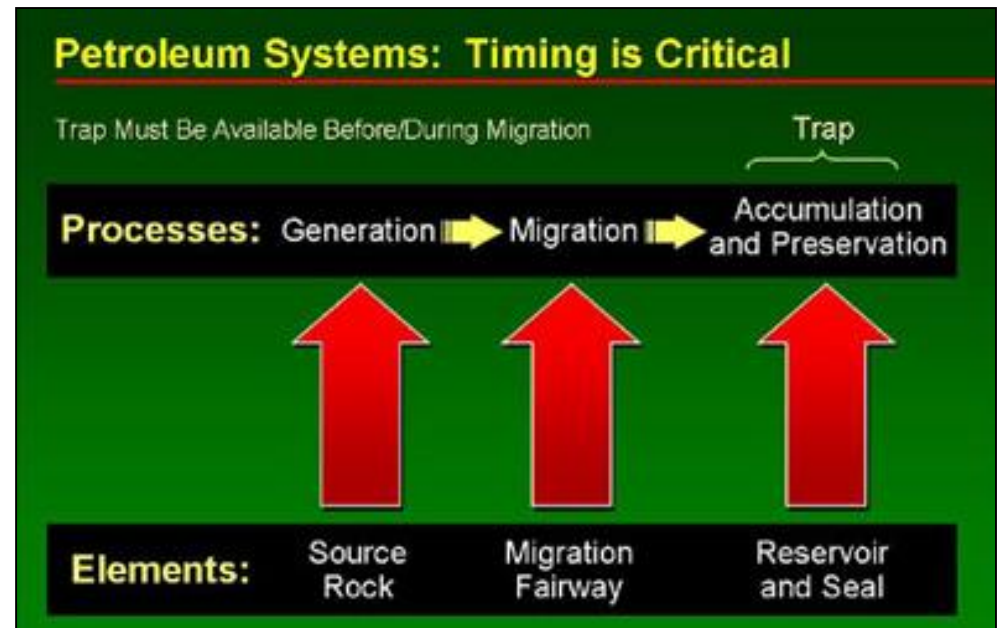 Petroleum Systems: Timing is Critical
Trap Must Be Available Before/During Migration
Trap
Processes: Generation Migration Accumulation
and Preservation
Elements: Source Rock Migration Fairway Reservoir and Seal